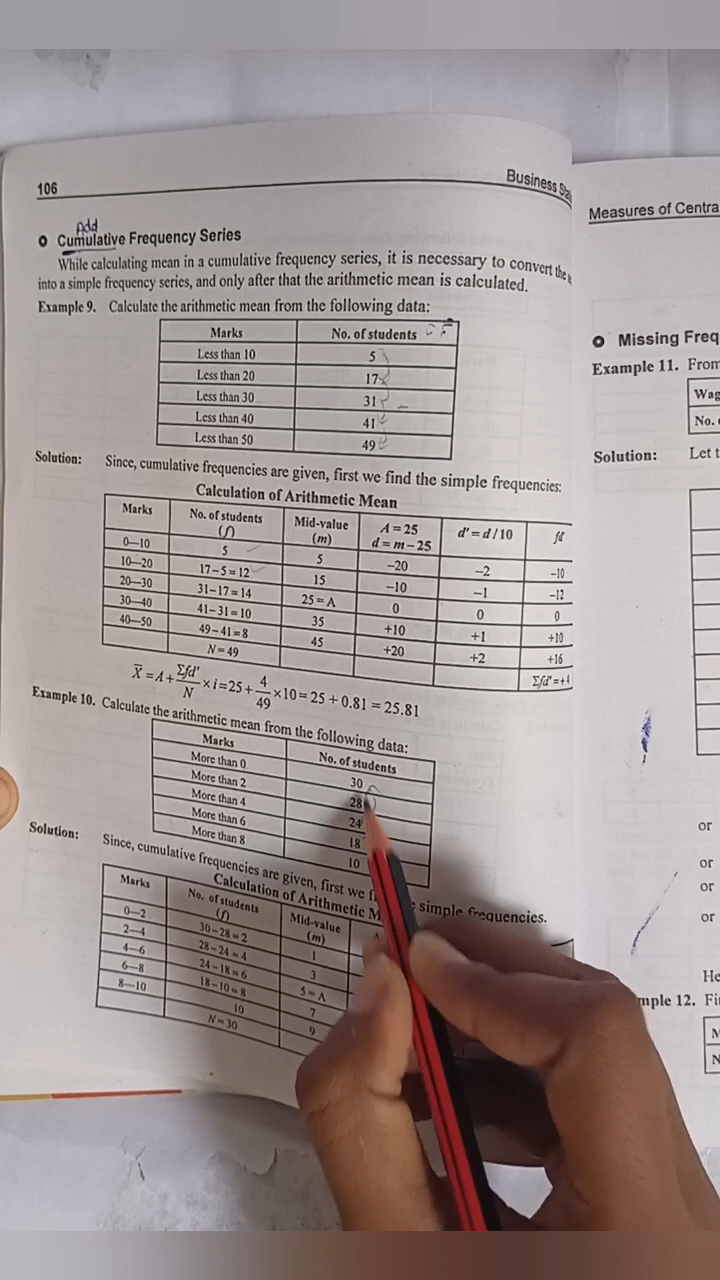 106
Business
Add
Cumulative Frequency Series
While calculating mean in a cumulative frequency series, it is necessary to convert the
into a simple frequency series, and only after that the arithmetic mean is calculated.
Example 9. Calculate the arithmetic mean from the following data:
Marks No. of students C F
Less than 10 5
Less than 20 17
Less than 30 31
Less than 40 41
Less than 50 49
Solution: Since, cumulative frequencies are given, first we find the simple frequencies:
Calculation of Arithmetic Mean
Marks No. of students (f) Mid-value (m) A = 25 d = m − 25 d′ = d / 10 fd′
0—10 5 5 −20 −2 −10
10—20 17−5 = 12 15 −10 −1 −12
20—30 31−17 = 14 25 = A 0 0 0
30—40 41−31 = 10 35 +10 +1 +10
40—50 49−41 = 8 45 +20 +2 +16
N = 49 Σfd′ = +4
X̄ = A + Σfd′/N × i = 25 + 4/49 × 10 = 25 + 0.81 = 25.81
Example 10. Calculate the arithmetic mean from the following data:
Marks No. of students
More than 0 30
More than 2 28
More than 4 24
More than 6 18
More than 8 10
Solution: Since, cumulative frequencies are given, first we simple frequencies.
Calculation of Arithmetic
Marks No. of students (f) Mid-value (m)
0—2 30−28 = 2 1
2—4 28−24 = 4 3
4—6 24−18 = 6 5 = A
6—8 18−10 = 8 7
8—10 10 9
N = 30
Measures of
Missing
Example 11. From
No.
Solution: Let
or
or
or
or
12.